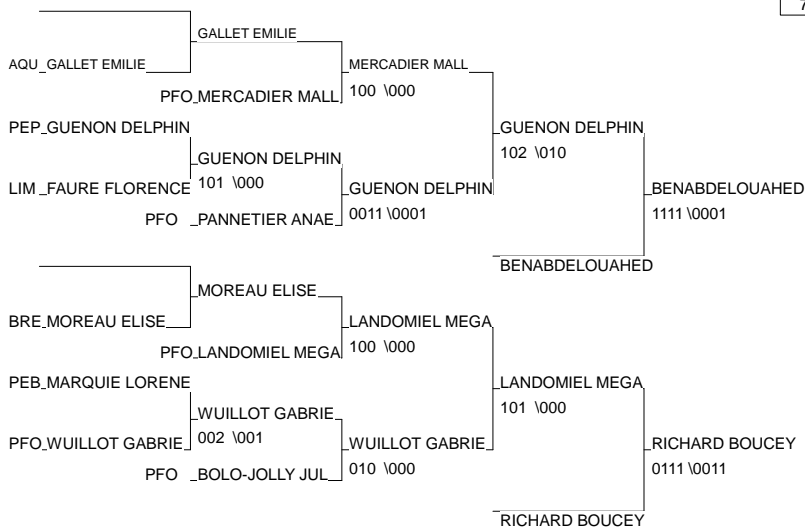 7
GALLET EMILIE
AQU GALLET EMILIE
MERCADIER MALL
PFO MERCADIER MALL
100 \000
PEP GUENON DELPHIN
GUENON DELPHIN
102 \010
GUENON DELPHIN
101 \000
LIM FAURE FLORENCE
GUENON DELPHIN
0011 \0001
BENABDELOUAHED
1111 \0001
PFO PANNETIER ANAE
BENABDELOUAHED
MOREAU ELISE
BRE MOREAU ELISE
LANDOMIEL MEGA
100 \000
PFO LANDOMIEL MEGA
PEB MARQUIE LORENE
LANDOMIEL MEGA
101 \000
WUILLOT GABRIE
002 \001
PFO WUILLOT GABRIE
WUILLOT GABRIE
010 \000
RICHARD BOUCEY
0111 \0011
PFO BOLO-JOLLY JUL
RICHARD BOUCEY